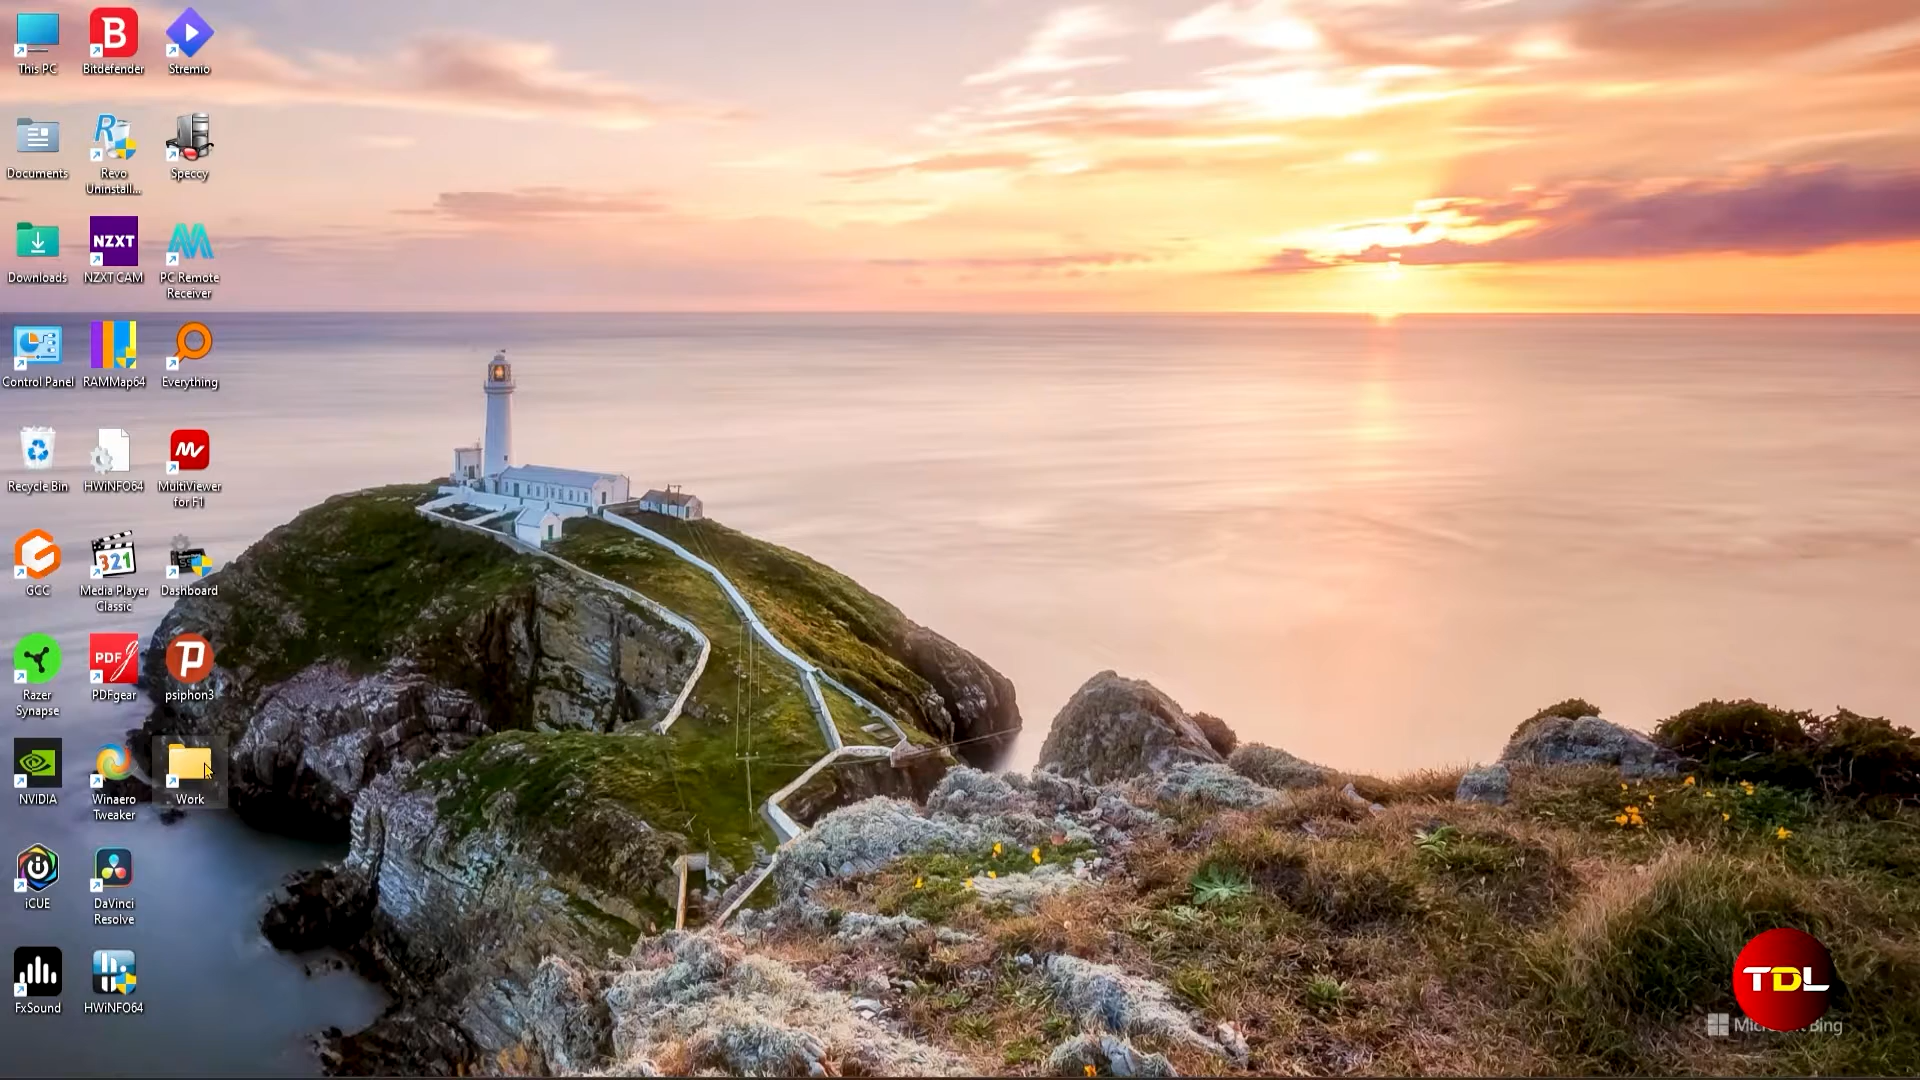 This PC
Bitdefender
Stremio
Documents
Revo
Uninstall...
Speccy
Downloads
NZXT
NZXT CAM
PC Remote
Receiver
Control Panel
RAMMap64
Everything
Recycle Bin
HWiNFO64
MultiViewer
for F1
GCC
321
Media Player
Classic
Dashboard
Razer
Synapse
PDF
PDFgear
psiphon3
NVIDIA
Winaero
Tweaker
Work
iCUE
DaVinci
Resolve
FxSound
HWiNFO64
TDL
Bing